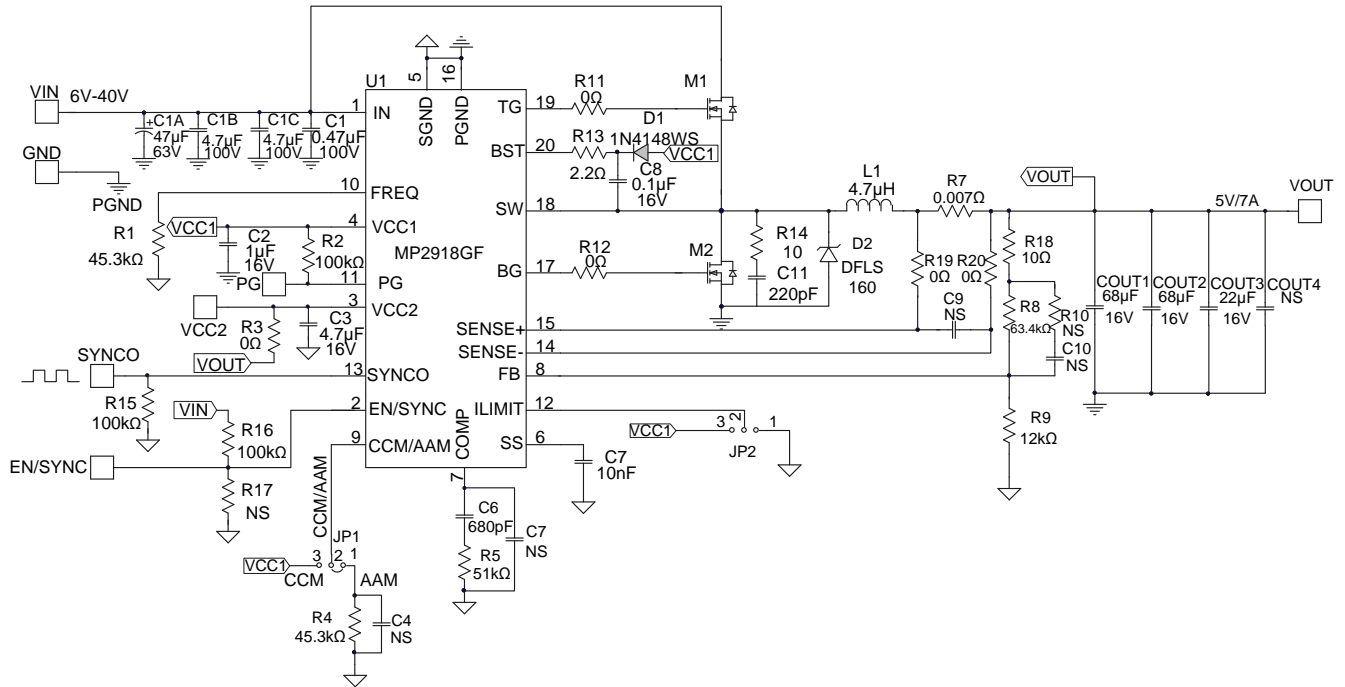 VIN
6V-40V
+
C1A
47µF
63V
C1B
4.7µF
100V
C1C
4.7µF
100V
C1
0.47µF
100V
GND
PGND
U1
5
16
SGND
PGND
1
IN
10
FREQ
4
VCC1
MP2918GF
11
PG
3
VCC2
13
SYNCO
2
EN/SYNC
9
CCM/AAM
COMP
7
TG
19
BST
20
SW
18
BG
17
SENSE+
15
SENSE-
14
FB
8
ILIMIT
12
SS
6
R1
45.3kΩ
VCC1
C2
1µF
16V
R2
100kΩ
PG
VCC2
R3
0Ω
VOUT
C3
4.7µF
16V
SYNCO
R15
100kΩ
VIN
R16
100kΩ
EN/SYNC
R17
NS
CCM/AAM
JP1
VCC1
3
2
1
CCM
AAM
R4
45.3kΩ
C4
NS
C6
680pF
R5
51kΩ
C7
NS
R11
0Ω
M1
R13
2.2Ω
D1
1N4148WS
VCC1
C8
0.1µF
16V
R12
0Ω
M2
R14
10
C11
220pF
D2
DFLS
160
L1
4.7µH
R7
0.007Ω
R19
0Ω
R20
0Ω
C9
NS
VOUT
R18
10Ω
R8
63.4kΩ
R10
NS
C10
NS
R9
12kΩ
5V/7A
VOUT
COUT1
68µF
16V
COUT2
68µF
16V
COUT3
22µF
16V
COUT4
NS
VCC1
3
2
1
JP2
C7
10nF